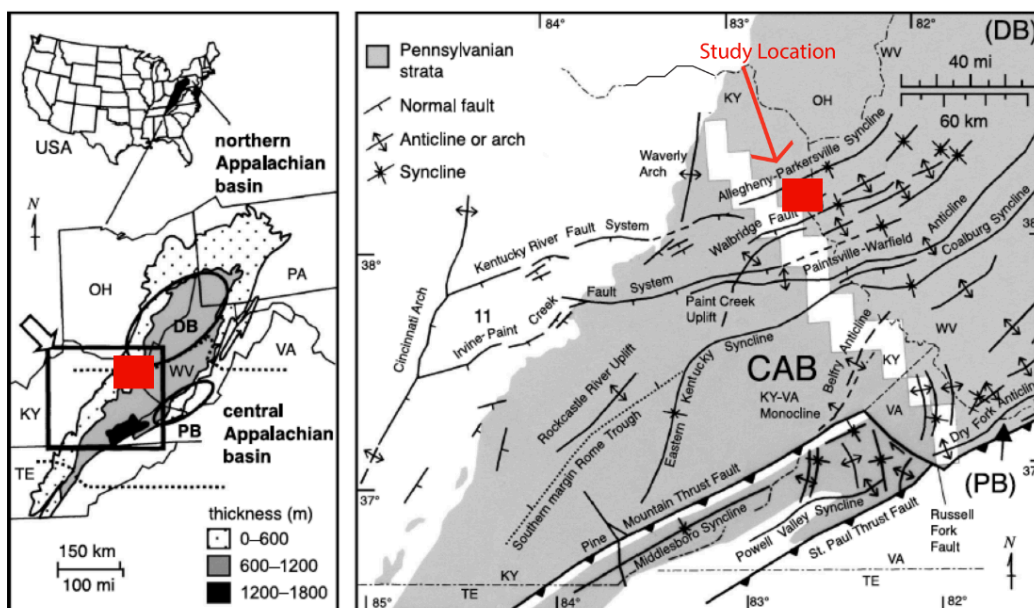 USA
northern
Appalachian
basin
N
OH
PA
DB
WV
VA
KY
PB
central
Appalachian
basin
TE
thickness (m)
0–600
600–1200
1200–1800
150 km
100 mi
84°
83°
82°
(DB)
Pennsylvanian
strata
Normal fault
Anticline or arch
Syncline
Study Location
KY
WV
OH
40 mi
60 km
Waverly
Arch
Allegheny-Parkersville Syncline
Walbridge Fault
Kentucky River Fault System
Paintsville-Warfield Anticline
Coalburg Syncline
38°
38
N
Cincinnati Arch
11
Irvine-Paint Creek Fault System
Paint Creek
Uplift
Rockcastle River Uplift
Southern margin Rome Trough
Eastern Kentucky Syncline
CAB
KY-VA
Monocline
Belfry Anticline
KY
WV
VA
Dry Fork Anticline
37°
37
(PB)
Pine Mountain Thrust Fault
Middlesboro Syncline
Powell Valley Syncline
St. Paul Thrust Fault
Russell
Fork
Fault
N
KY
TE
VA
TE
85°
84°
83°
82°